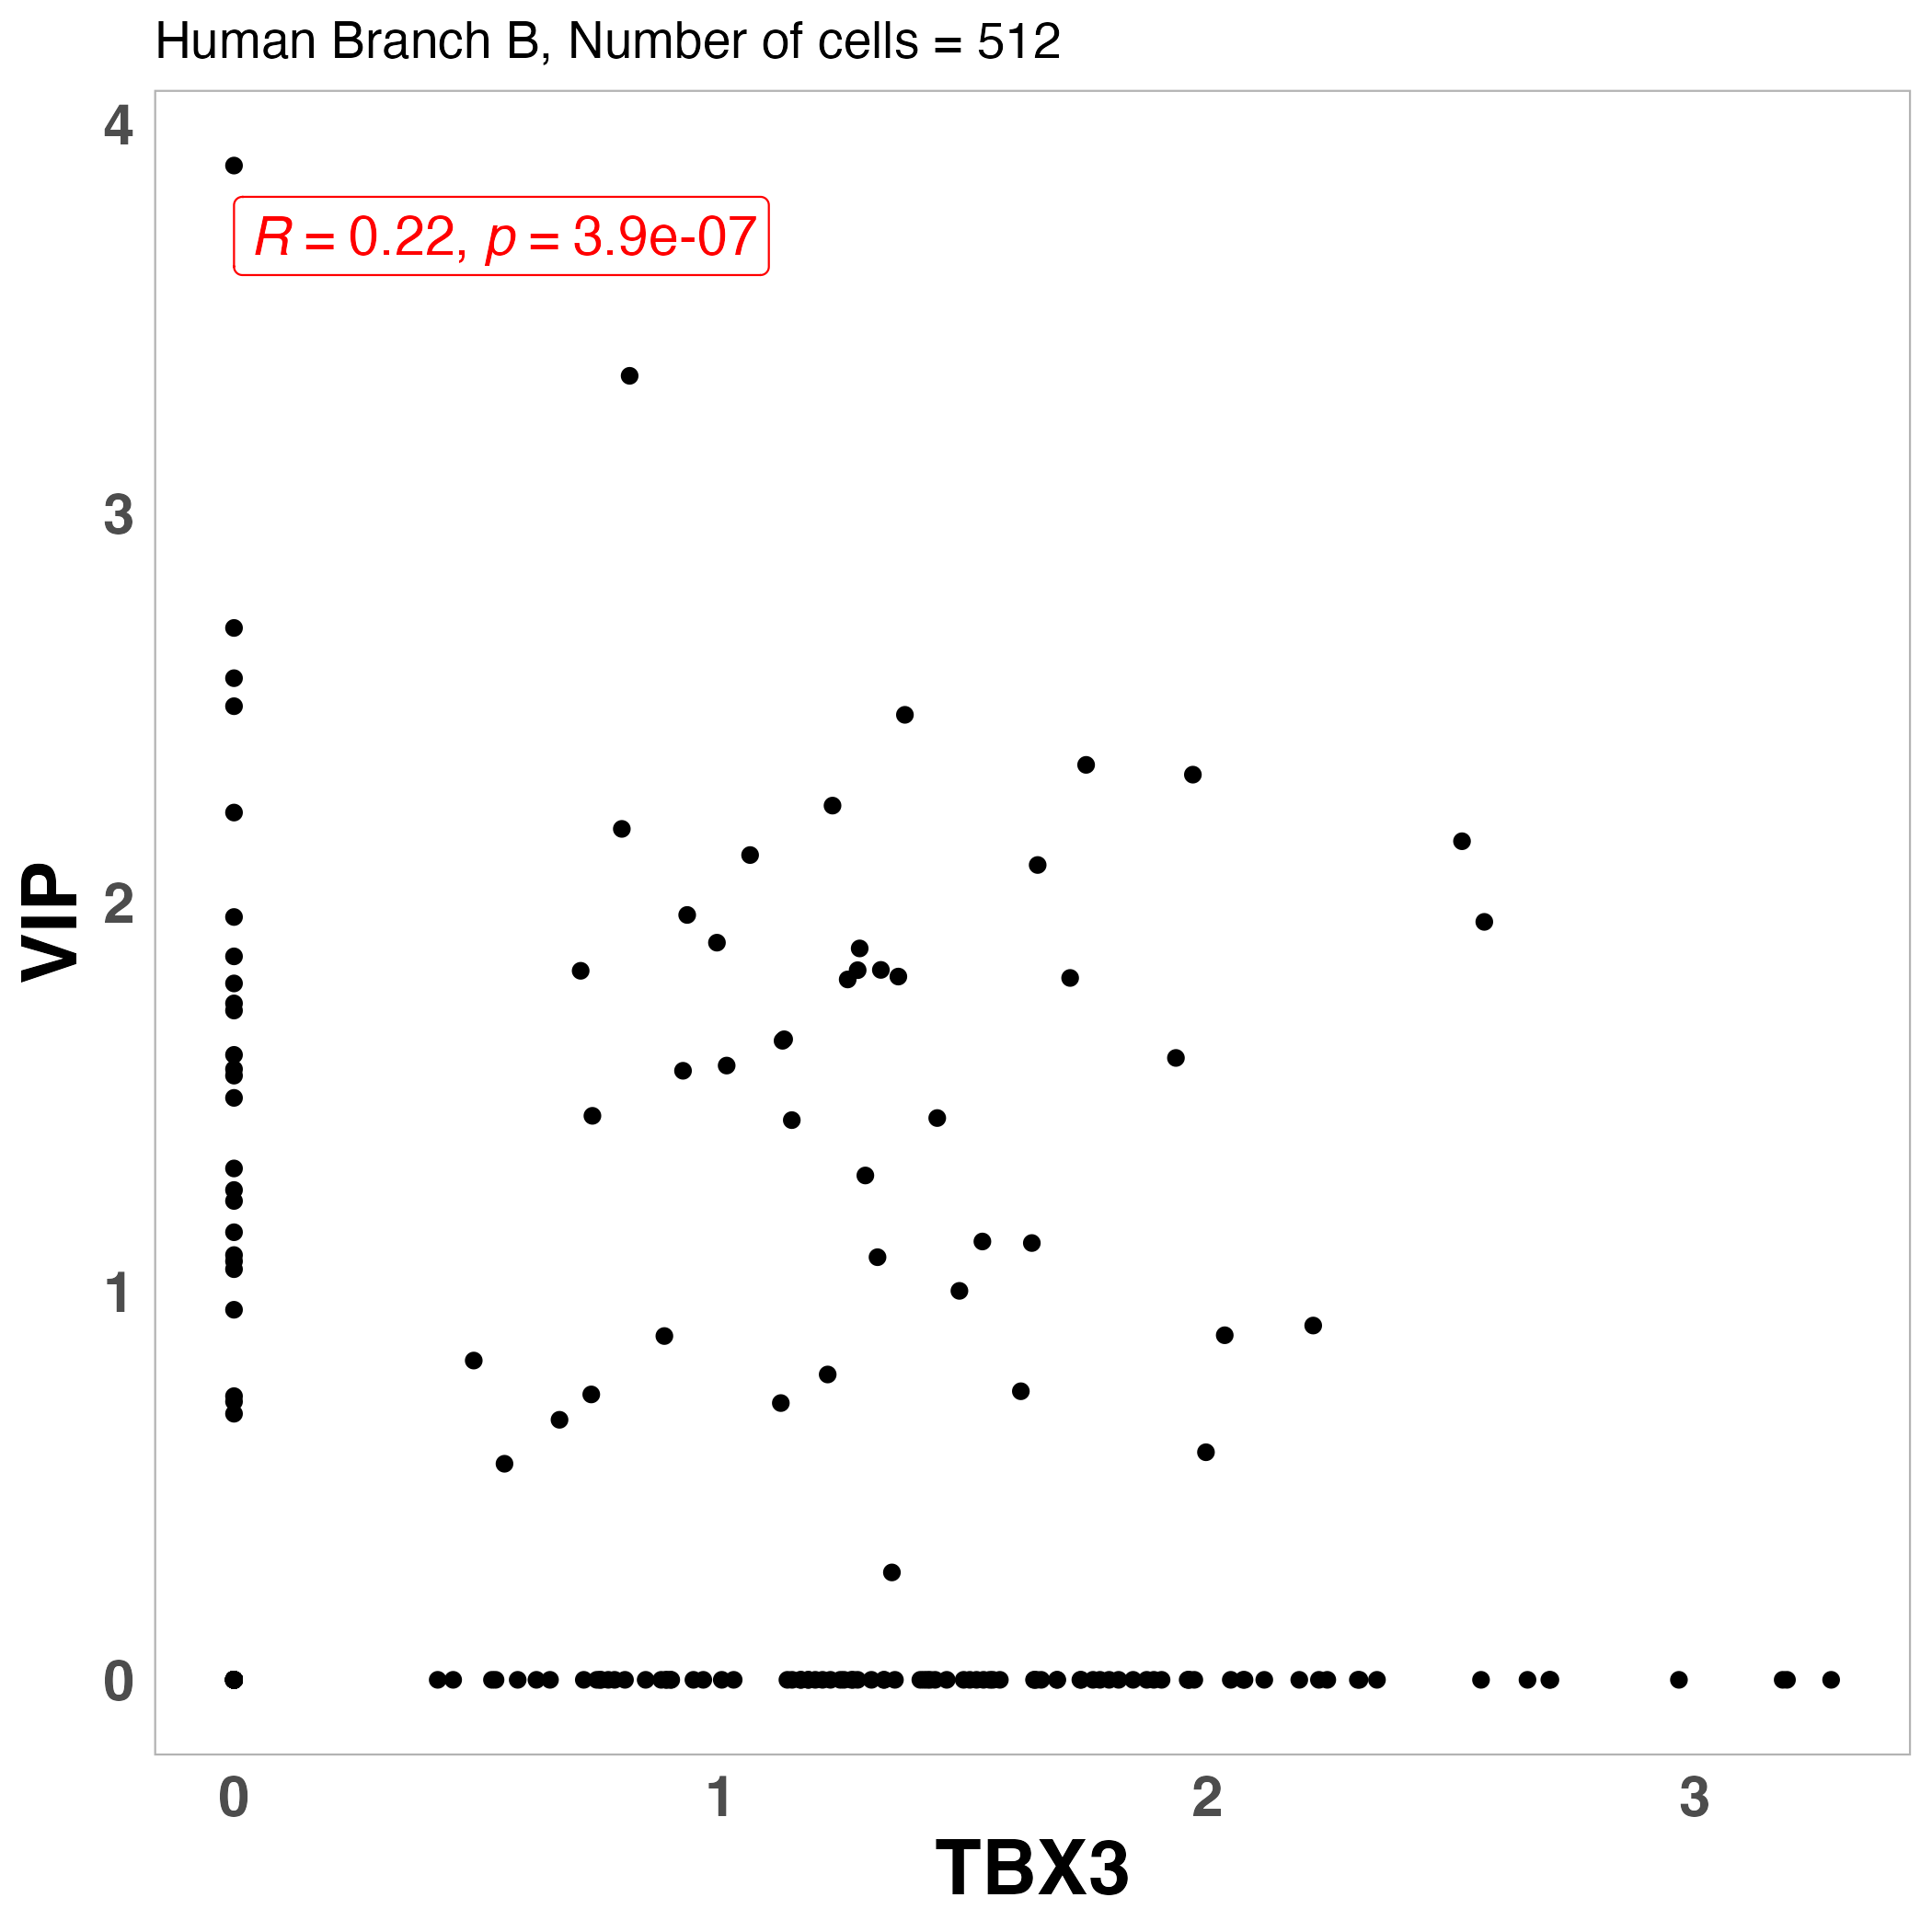 Human Branch B, Number of cells = 512
4
R = 0.22, p = 3.9e-07
3
VIP
2
1
0
0 1 2 3
TBX3